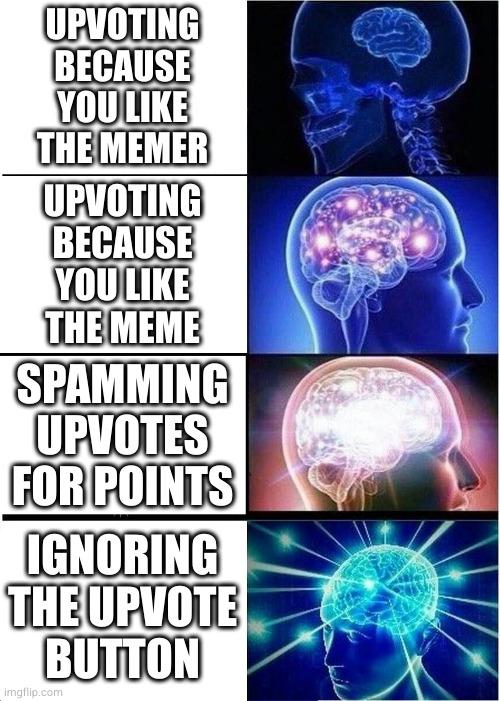 UPVOTING
BECAUSE
YOU LIKE
THE MEMER
UPVOTING
BECAUSE
YOU LIKE
THE MEME
SPAMMING
UPVOTES
FOR POINTS
IGNORING
THE UPVOTE
BUTTON
imgflip.com